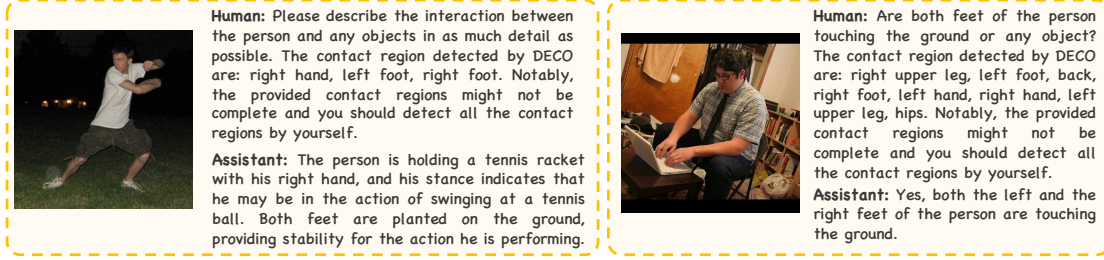 Human: Please describe the interaction between
the person and any objects in as much detail as
possible. The contact region detected by DECO
are: right hand, left foot, right foot. Notably,
the provided contact regions might not be
complete and you should detect all the contact
regions by yourself.
Assistant: The person is holding a tennis racket
with his right hand, and his stance indicates that
he may be in the action of swinging at a tennis
ball. Both feet are planted on the ground,
providing stability for the action he is performing.
Human: Are both feet of the person
touching the ground or any object?
The contact region detected by DECO
are: right upper leg, left foot, back,
right foot, left hand, right hand, left
upper leg, hips. Notably, the provided
contact regions might not be
complete and you should detect all
the contact regions by yourself.
Assistant: Yes, both the left and the
right feet of the person are touching
the ground.